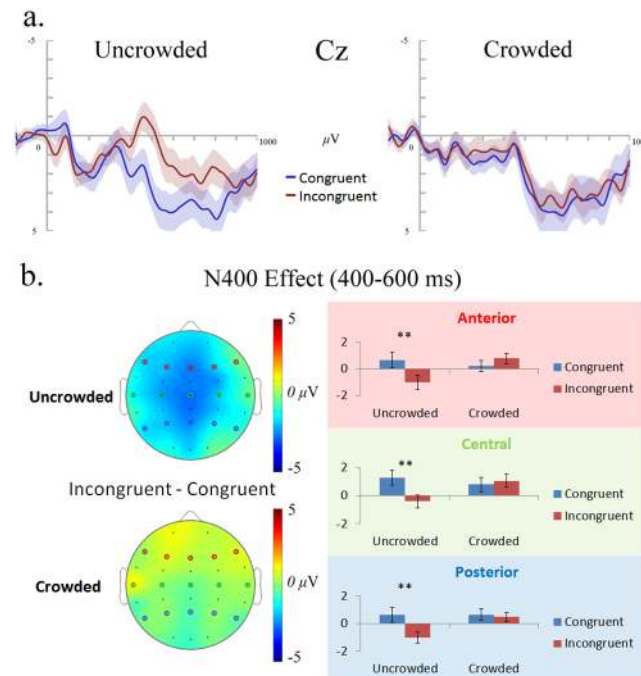 a.
Uncrowded
Cz
Crowded
-5
-5
0
1000
μV
0
10
Congruent
Incongruent
5
5
b.
N400 Effect (400-600 ms)
5
0 μV
-5
Uncrowded
Incongruent - Congruent
5
0 μV
-5
Crowded
Anterior
2
0
-2
**
Uncrowded
Crowded
Congruent
Incongruent
Central
2
0
-2
**
Uncrowded
Crowded
Congruent
Incongruent
Posterior
2
0
-2
**
Uncrowded
Crowded
Congruent
Incongruent